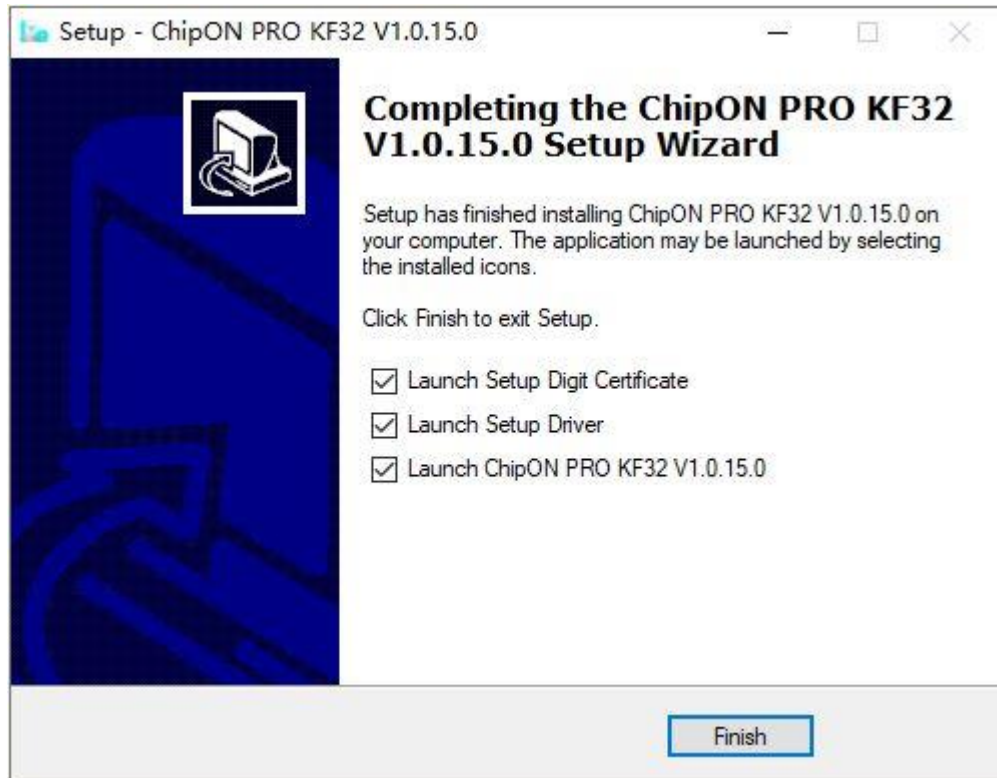 Setup - ChipON PRO KF32 V1.0.15.0
Completing the ChipON PRO KF32
V1.0.15.0 Setup Wizard
Setup has finished installing ChipON PRO KF32 V1.0.15.0 on
your computer. The application may be launched by selecting
the installed icons.
Click Finish to exit Setup.
Launch Setup Digit Certificate
Launch Setup Driver
Launch ChipON PRO KF32 V1.0.15.0
Finish